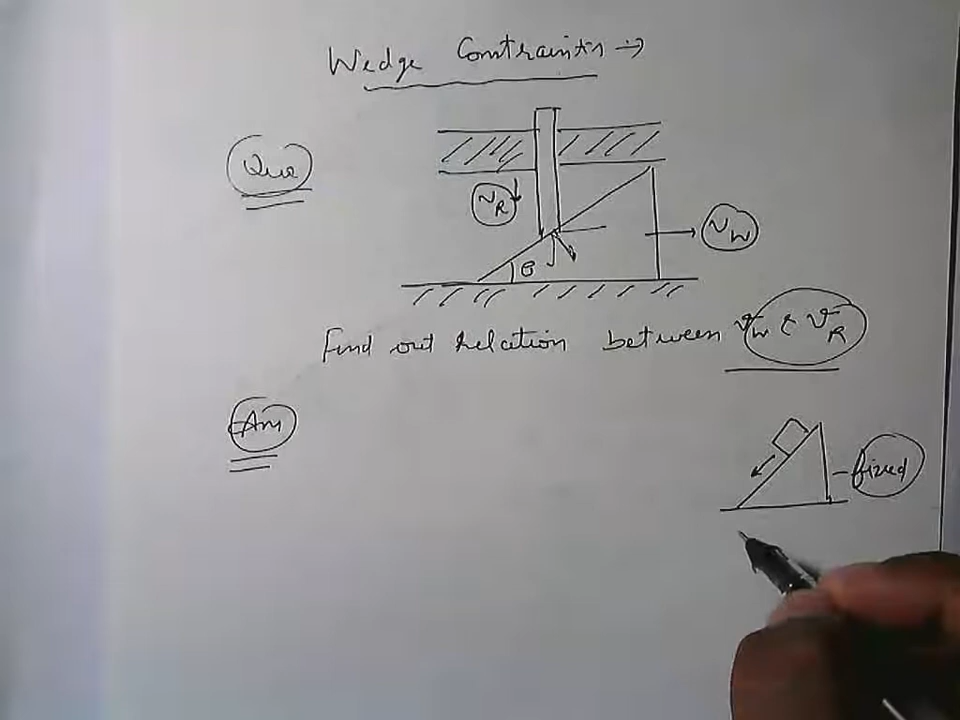 Wedge Contraints →
Que
v_R
v_W
θ
Find out relation between v_W & v_R
Ans
fixed